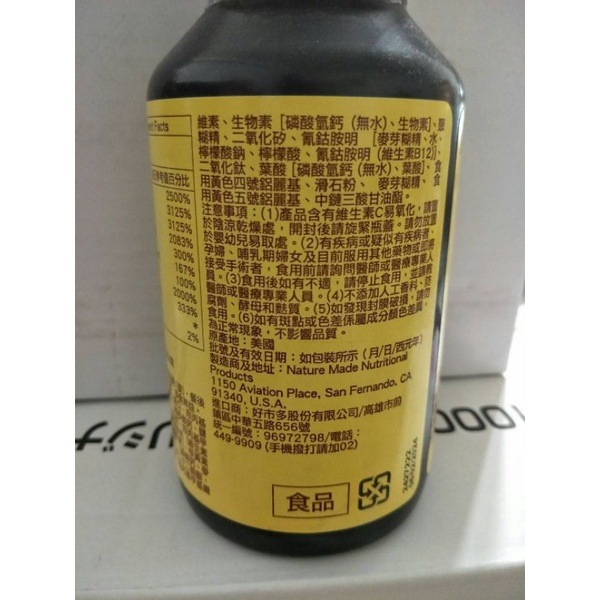 ent Facts
考值百分比
2500%
3125%
3125%
2083%
300%
167%
100%
2000%
333%
*
2%
維素、生物素 [磷酸氫鈣 (無水)、生物素]、
糊精、二氧化矽、氰鈷胺明 [麥芽糊精、水、
檸檬酸鈉、檸檬酸、氰鈷胺明 (維生素B12)]、
二氧化鈦、葉酸 [磷酸氫鈣 (無水)、葉酸]、食
用黃色四號鋁麗基、滑石粉、麥芽糊精、食
用黃色五號鋁麗基、中鏈三酸甘油酯。
注意事項:(1)產品含有維生素C易氧化,請置
於陰涼乾燥處,開封後請旋緊瓶蓋。請勿放置
於嬰幼兒易取處。(2)有疾病或疑似有疾病者、
孕婦、哺乳期婦女及目前服用其他藥物或即將
接受手術者,食用前請詢問醫師或醫療專業人
員。(3)食用後如有不適,請停止食用,並請教
醫師或醫療專業人員。(4)不添加人工香料、防
腐劑、酵母和麩質。(5)如發現封膜破損,請勿
食用。(6)如有斑點或色差係屬成分顏色差異,
為正常現象,不影響品質。
原產地:美國
批號及有效日期:如包裝所示 (月/日/西元年)
製造商及地址:Nature Made Nutritional
Products
1150 Aviation Place, San Fernando, CA
91340, U.S.A.
進口商:好市多股份有限公司/高雄市前
鎮區中華五路656號
統一編號:96972798/電話:
449-9909 (手機撥打請加02)
食品
2427222
リジナ
1000